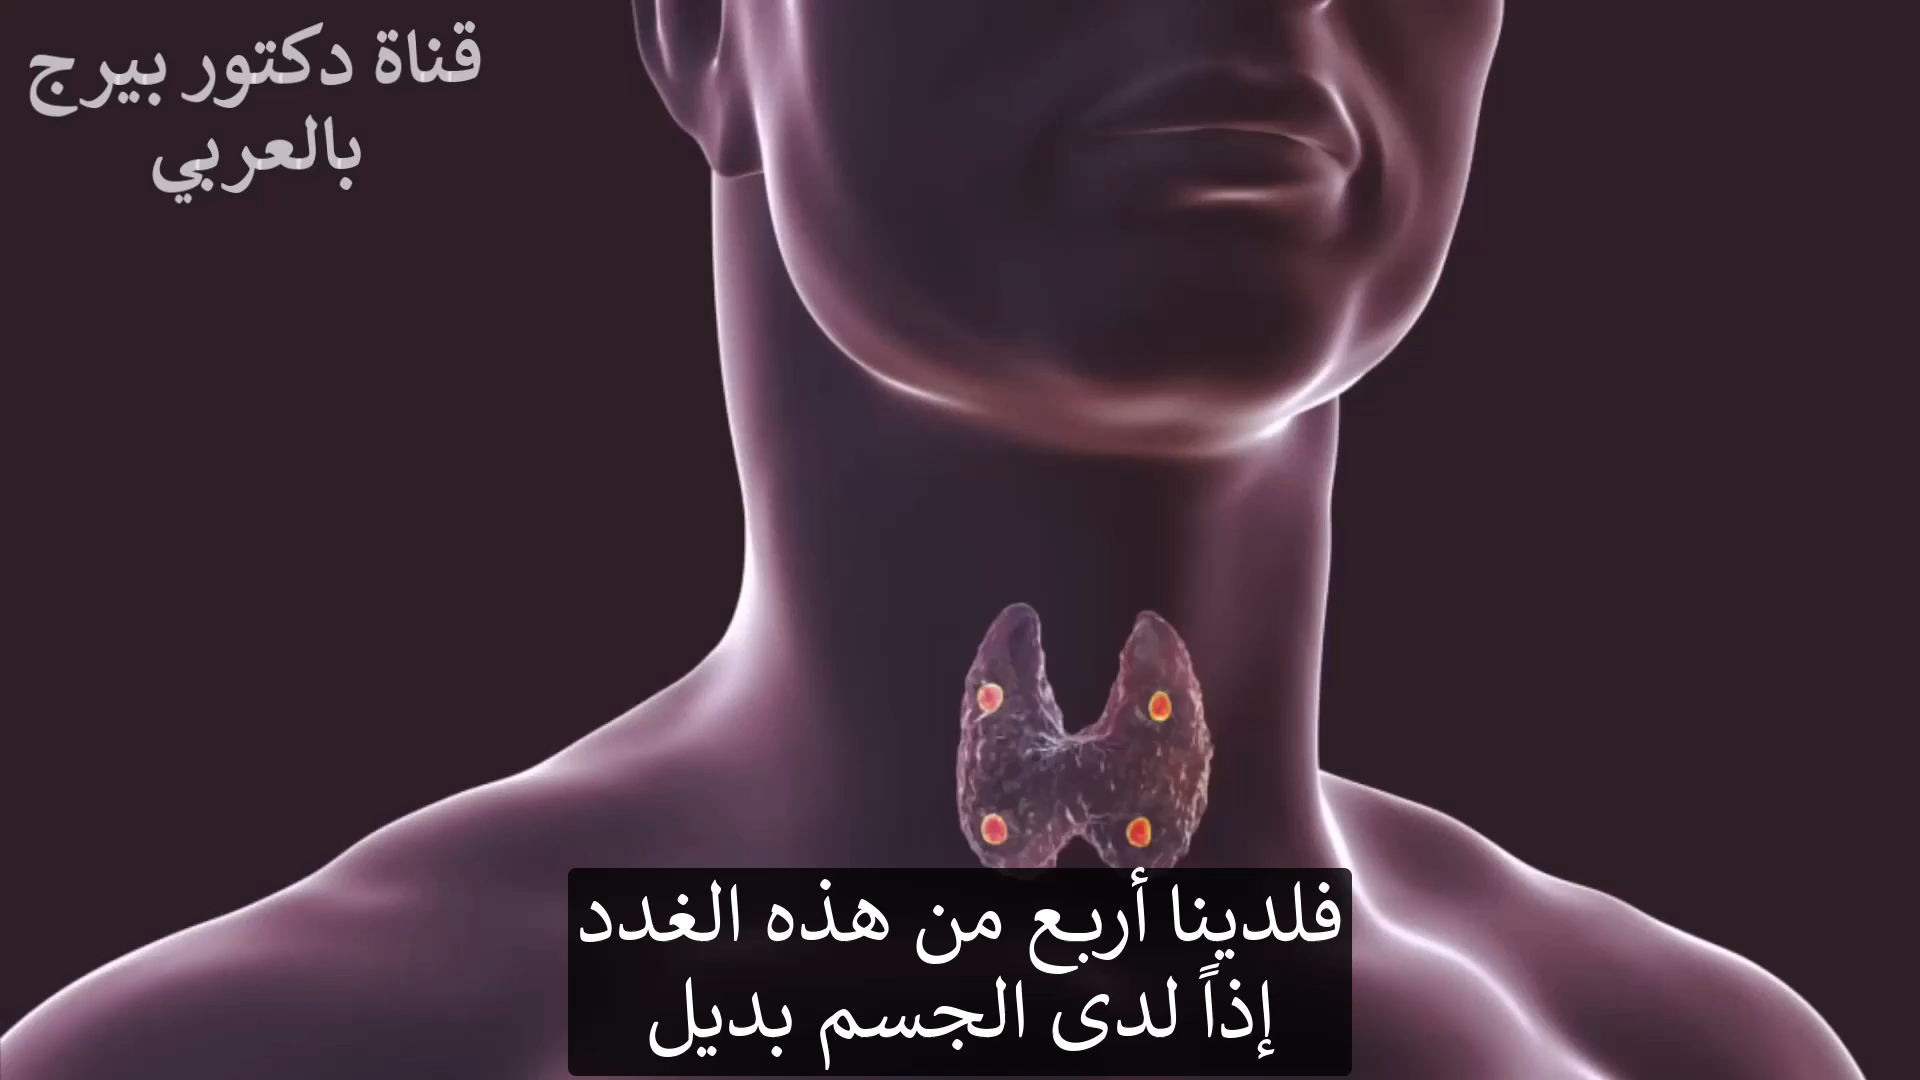 قناة دكتور بيرج
بالعربي
فلدينا أربع من هذه الغدد
إذاً لدى الجسم بديل